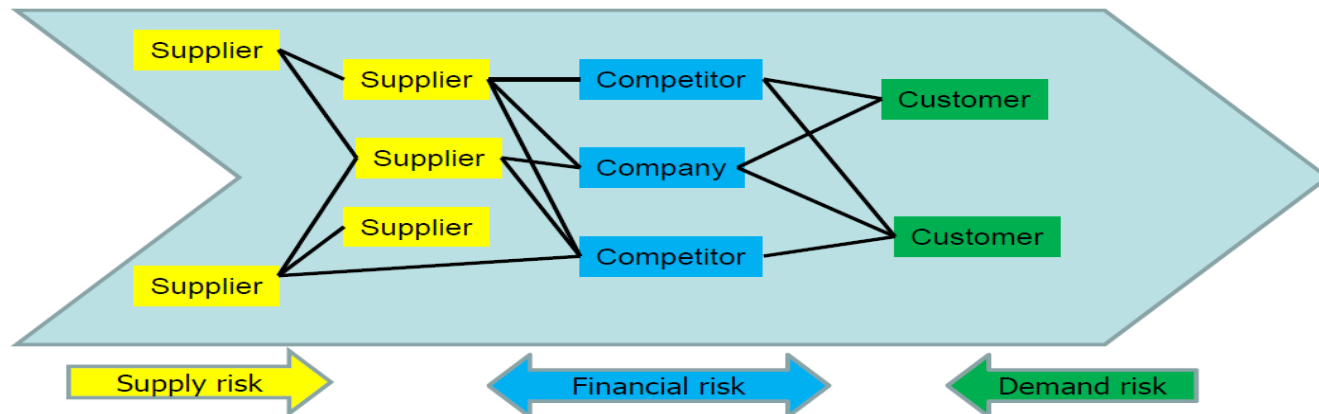 Supplier
Supplier
Competitor
Customer
Supplier
Company
Supplier
Customer
Competitor
Supplier
Supply risk
Financial risk
Demand risk